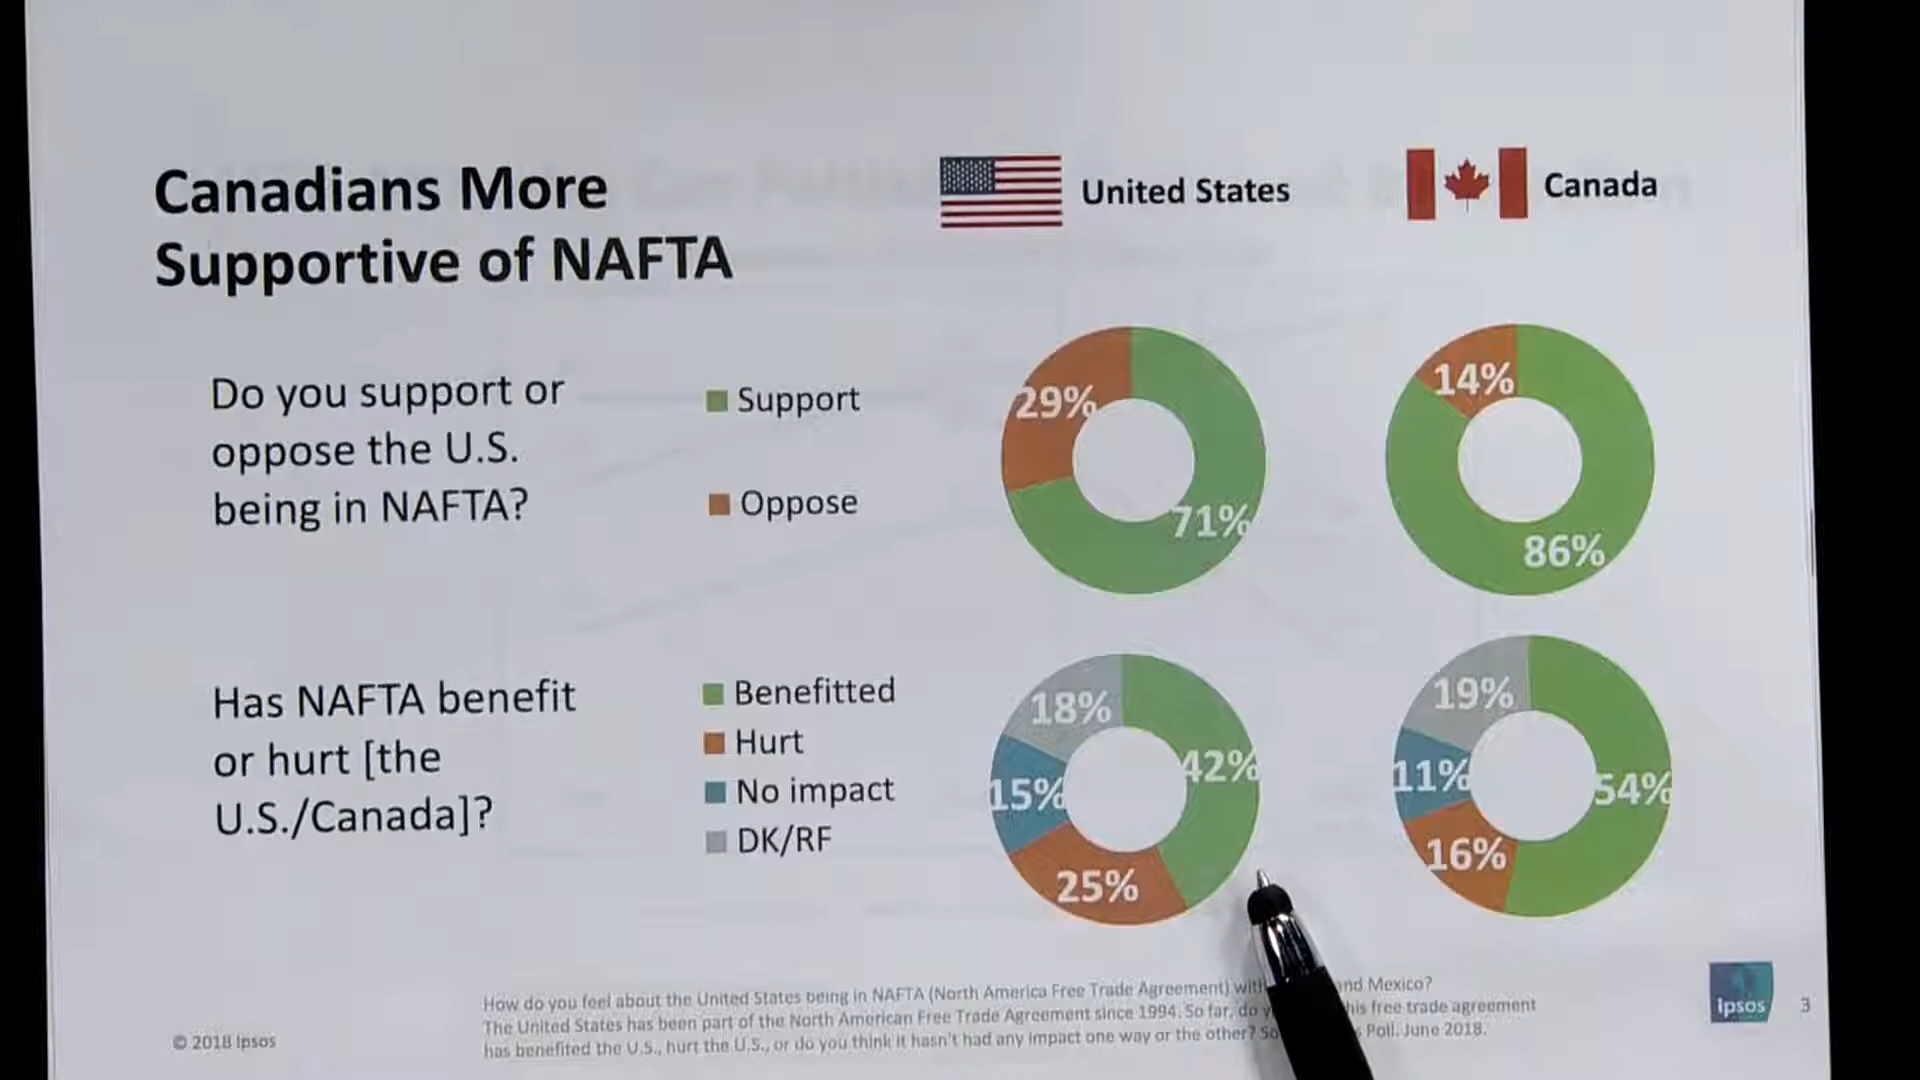 Canadians More
Supportive of NAFTA
United States
Canada
Do you support or
oppose the U.S.
being in NAFTA?
Support
Oppose
29%
71%
14%
86%
Has NAFTA benefit
or hurt [the
U.S./Canada]?
Benefitted
Hurt
No impact
DK/RF
18%
42%
15%
25%
19%
54%
11%
16%
How do you feel about the United States being in NAFTA (North America Free Trade Agreement) with and Mexico?
The United States has been part of the North American Free Trade Agreement since 1994. So far, do this free trade agreement
has benefited the U.S., hurt the U.S., or do you think it hasn't had any impact one way or the other? Poll. June 2018.
© 2018 Ipsos
Ipsos
3